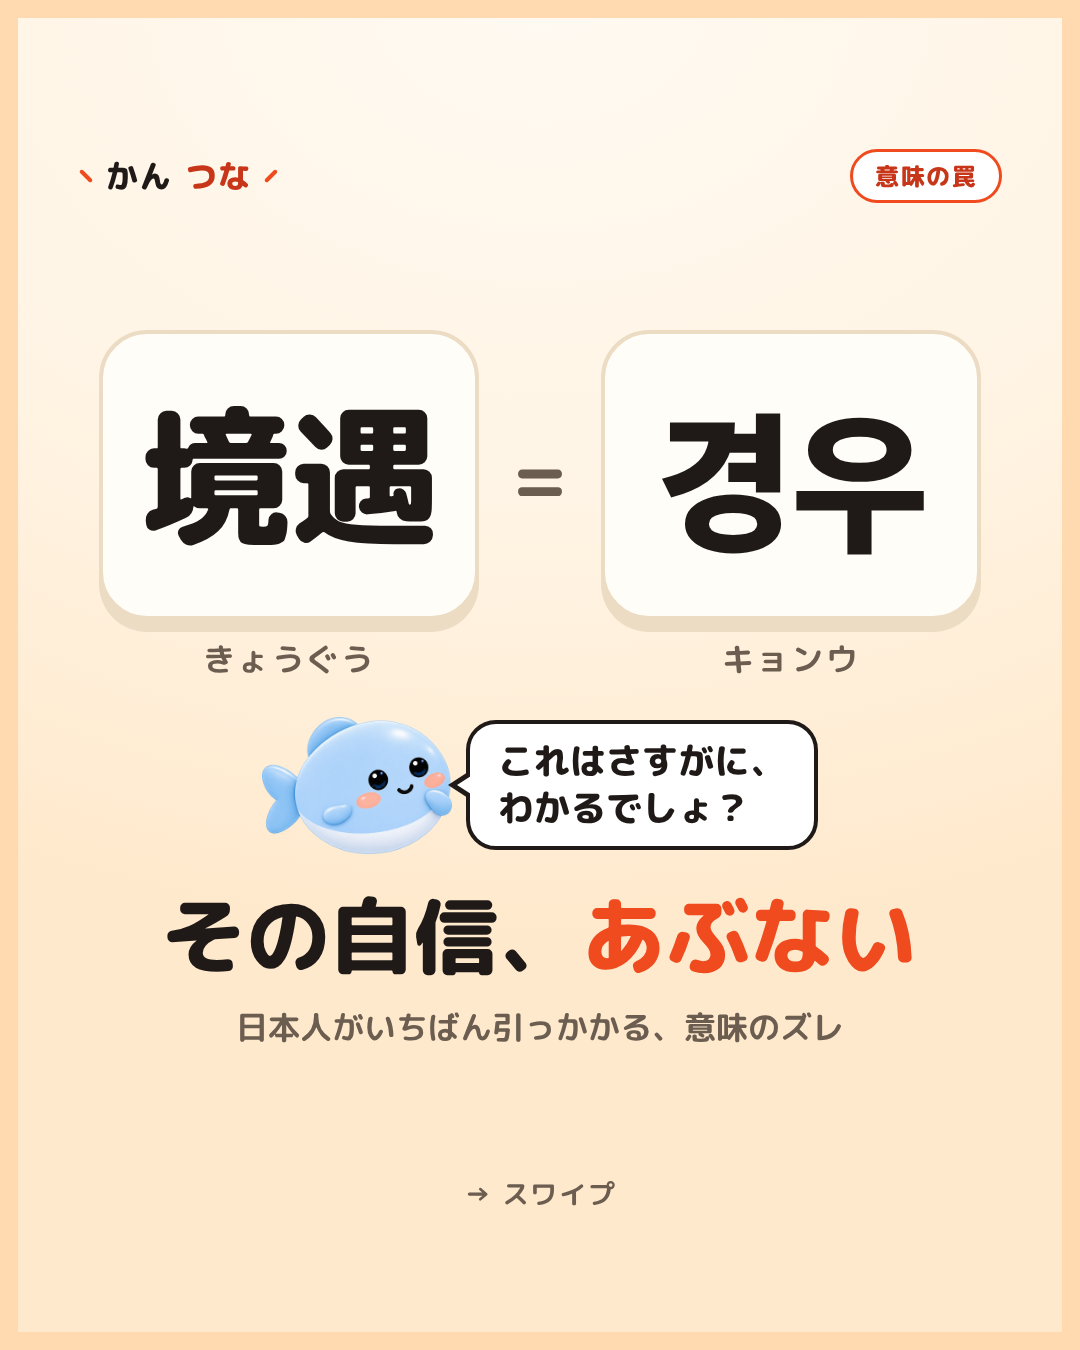 かん つな
意味の罠
境遇 = 경우
きょうぐう
キョンウ
これはさすがに、
わかるでしょ？
その自信、あぶない
日本人がいちばん引っかかる、意味のズレ
→ スワイプ